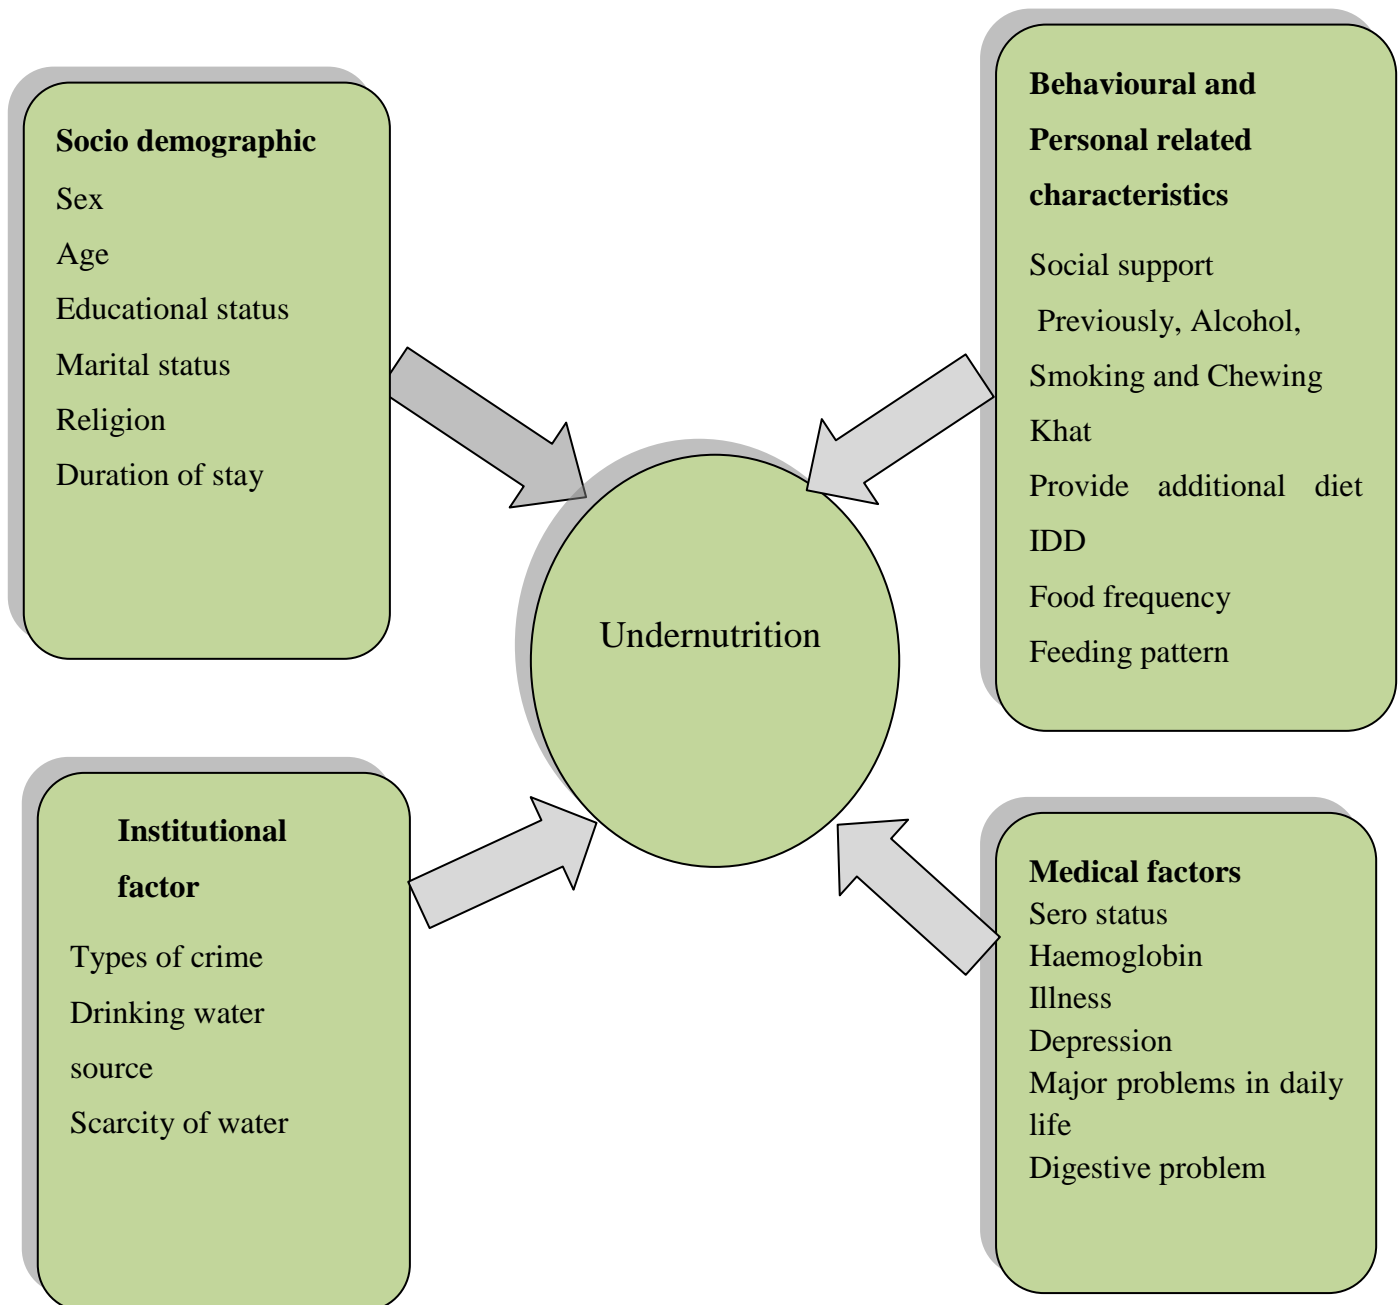 Socio demographic
Sex
Age
Educational status
Marital status
Religion
Duration of stay
Behavioural and
Personal related
characteristics
Social support
Previously, Alcohol,
Smoking and Chewing
Khat
Provide additional diet
IDD
Food frequency
Feeding pattern
Undernutrition
Institutional
factor
Types of crime
Drinking water
source
Scarcity of water
Medical factors
Sero status
Haemoglobin
Illness
Depression
Major problems in daily
life
Digestive problem